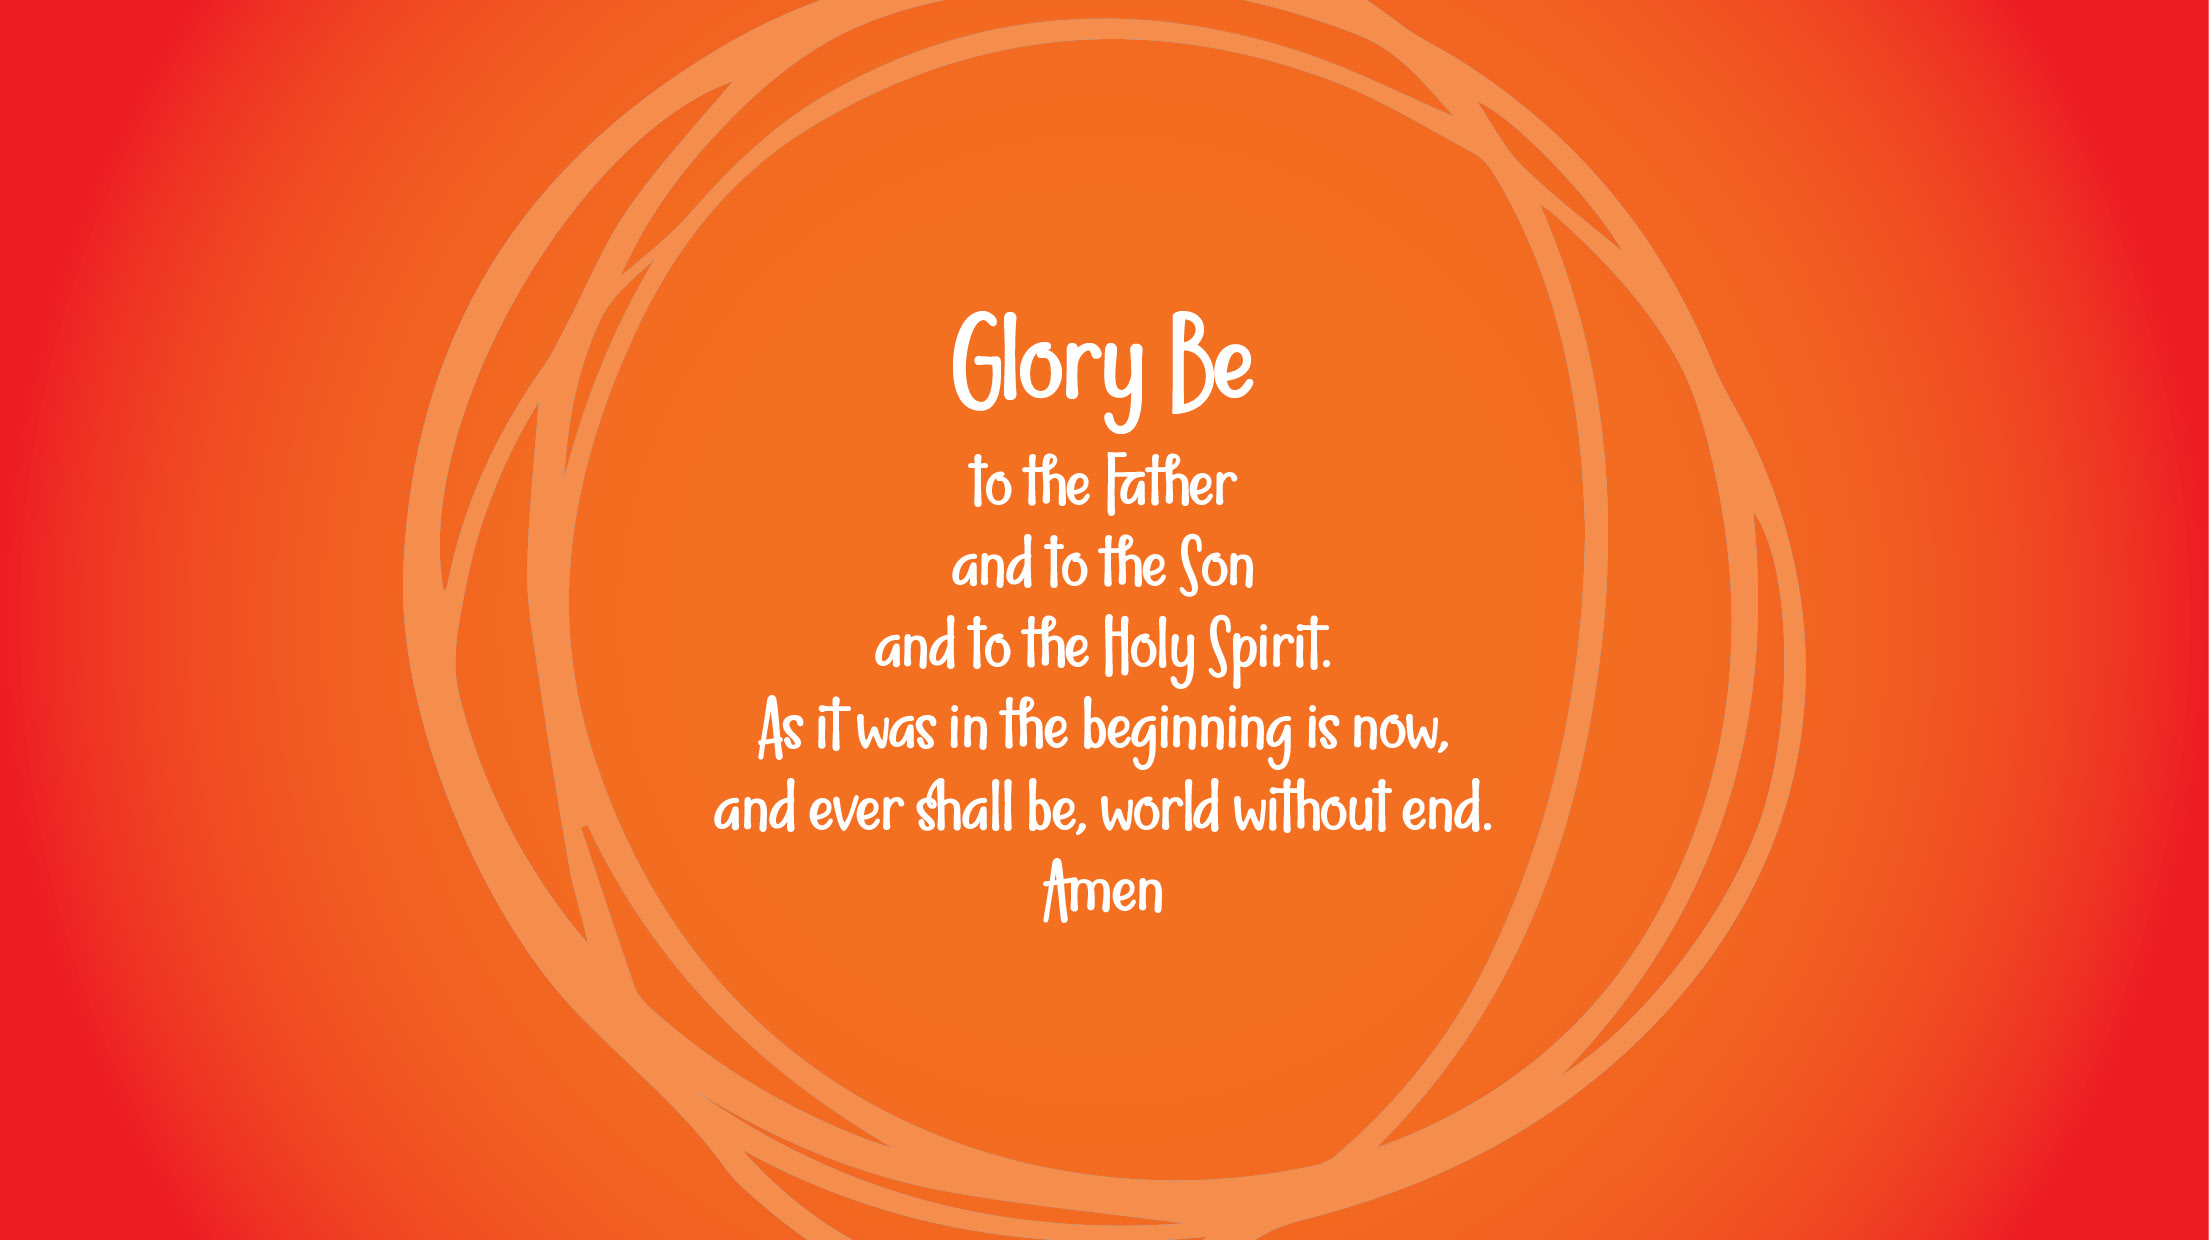 Glory Be
to the Father
and to the Son
and to the Holy Spirit.
As it was in the beginning is now,
and ever shall be, world without end.
Amen